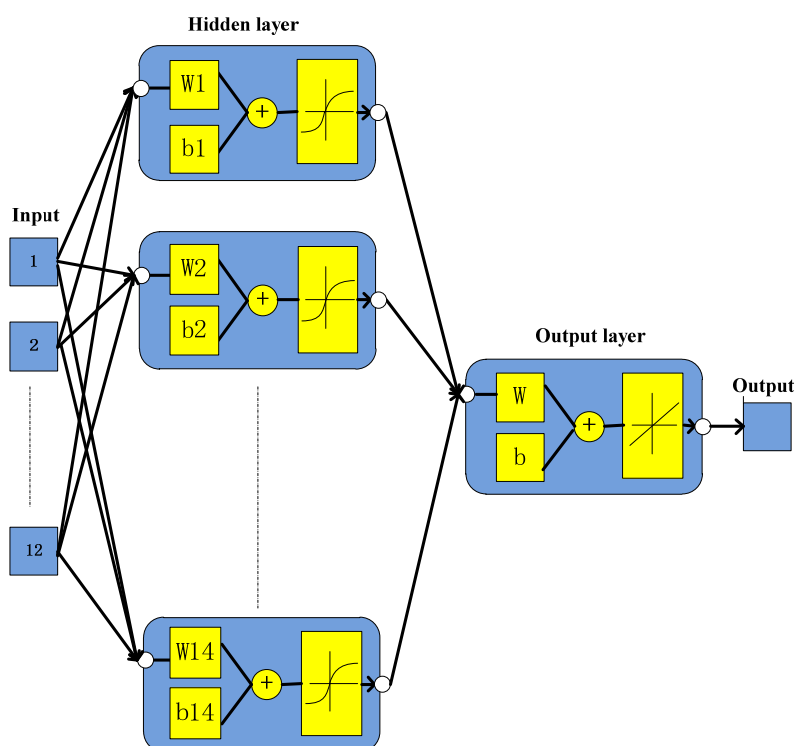 Hidden layer
W1
+
b1
Input
1
W2
+
b2
2
Output layer
Output
W
+
b
12
W14
+
b14